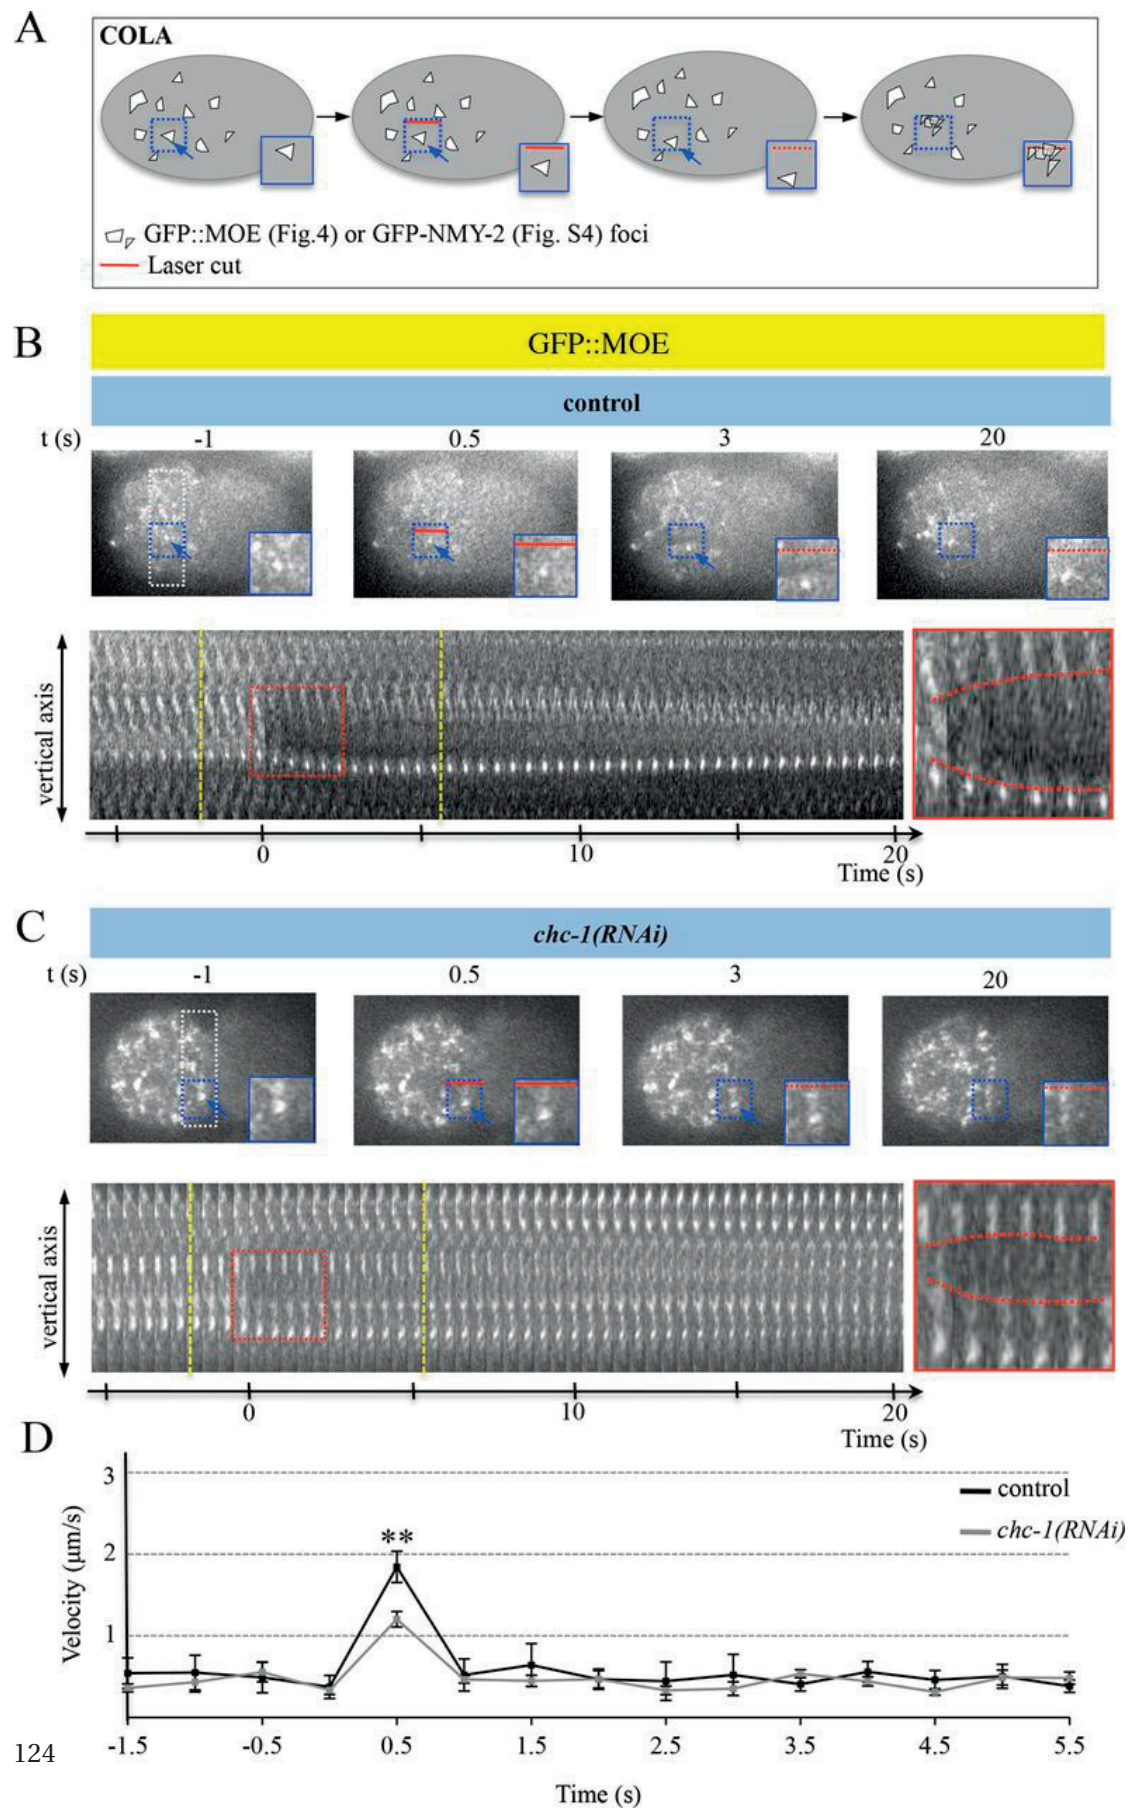 A
COLA
GFP::MOE (Fig.4) or GFP-NMY-2 (Fig. S4) foci
Laser cut
B
GFP::MOE
control
t (s) -1 0.5 3 20
vertical axis
0 10 20
Time (s)
C
chc-1(RNAi)
t (s) -1 0.5 3 20
vertical axis
0 10 20
Time (s)
D
3
2
1
Velocity (µm/s)
**
control
chc-1(RNAi)
-1.5 -0.5 0.5 1.5 2.5 3.5 4.5 5.5
Time (s)
124